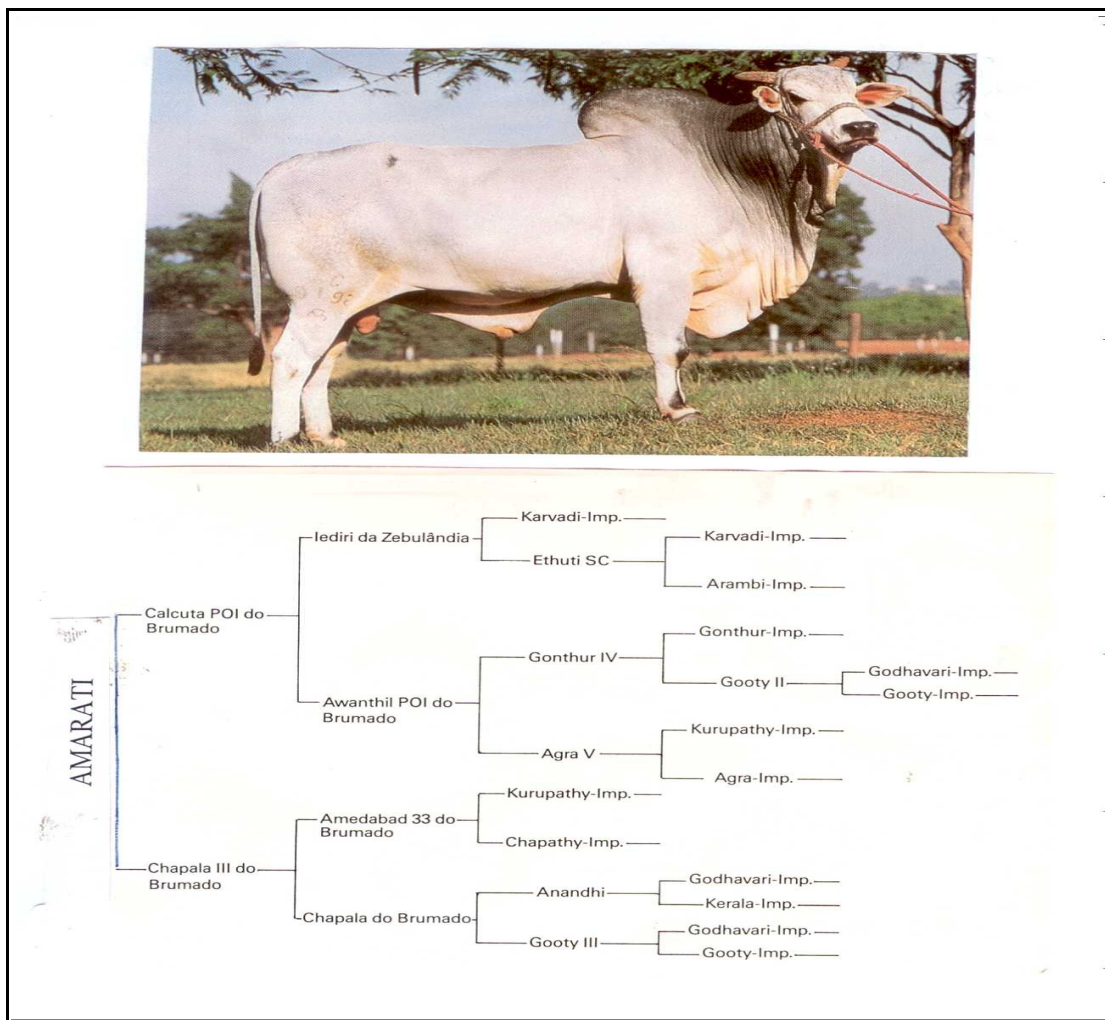 Karvadi-Imp.
Iediri da Zebulândia
Karvadi-Imp.
Ethuti SC
Arambi-Imp.
Calcuta POI do
Brumado
Gonthur-Imp.
Gonthur IV
Godhavari-Imp.
Gooty II
Gooty-Imp.
Awanthil POI do
Brumado
Kurupathy-Imp.
Agra V
Agra-Imp.
AMARATI
Kurupathy-Imp.
Amedabad 33 do
Brumado
Chapathy-Imp.
Chapala III do
Brumado
Godhavari-Imp.
Anandhi
Kerala-Imp.
Chapala do Brumado
Godhavari-Imp.
Gooty III
Gooty-Imp.